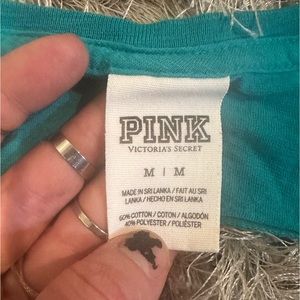 PINK
VICTORIA'S SECRET
M | M
MADE IN SRI LANKA / FAIT AU SRI
LANKA / HECHO EN SRI LANKA
60% COTTON / COTON / ALGODÓN
40% POLYESTER / POLIÉSTER